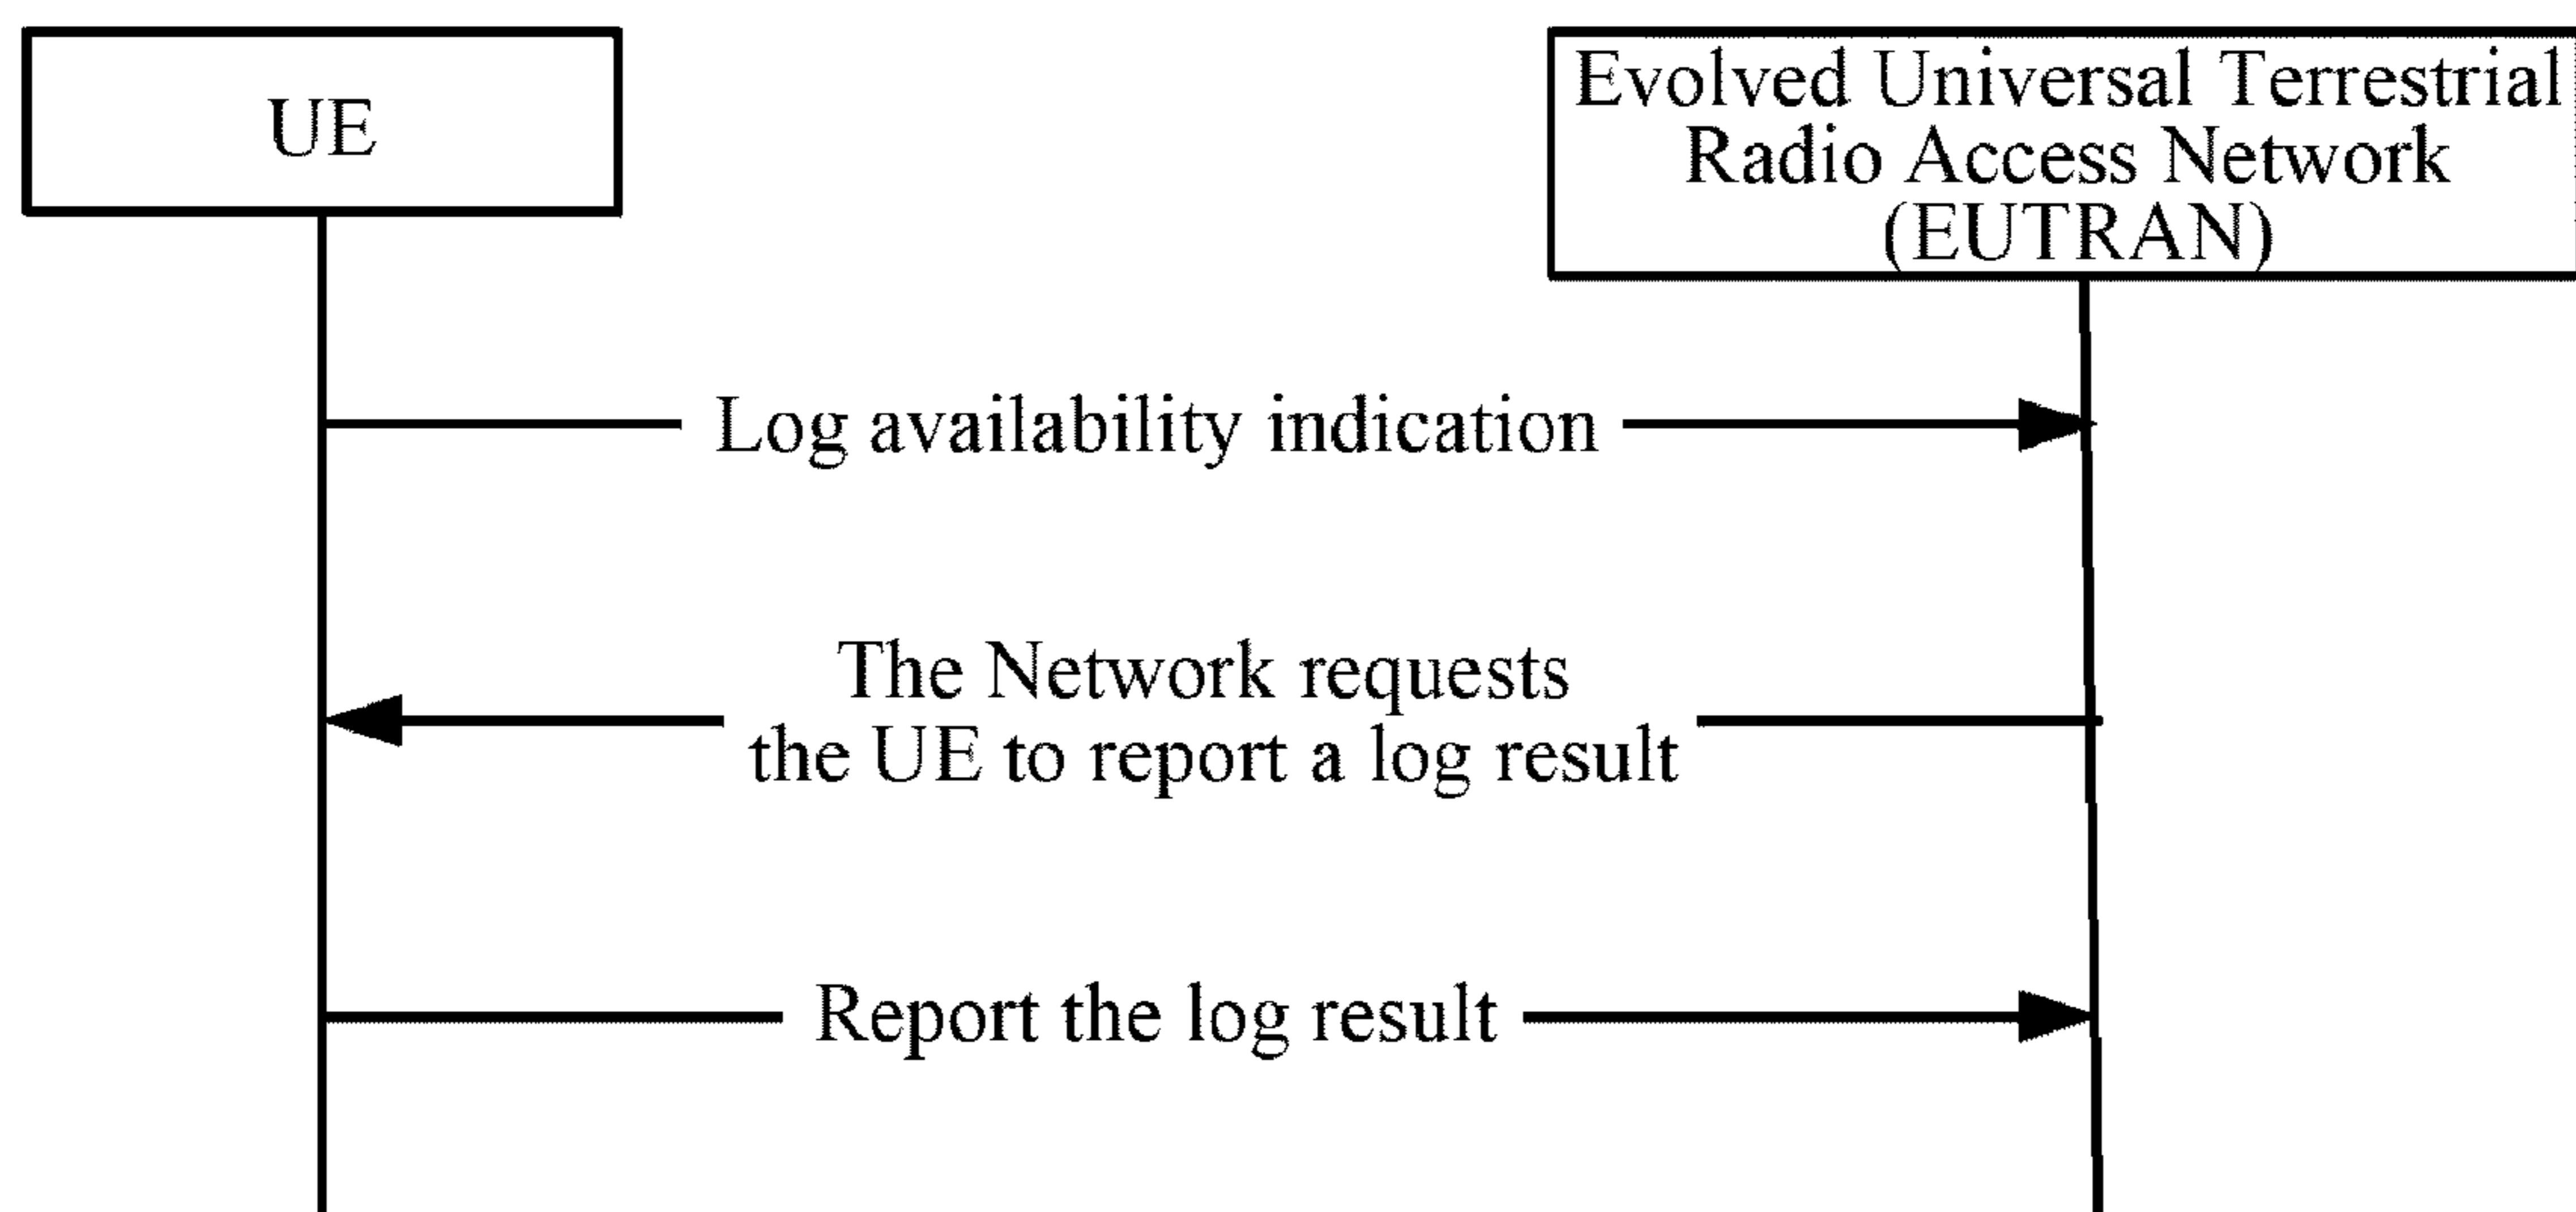 UE
Evolved Universal Terrestrial
Radio Access Network
(EUTRAN)
Log availability indication
The Network requests
the UE to report a log result
Report the log result